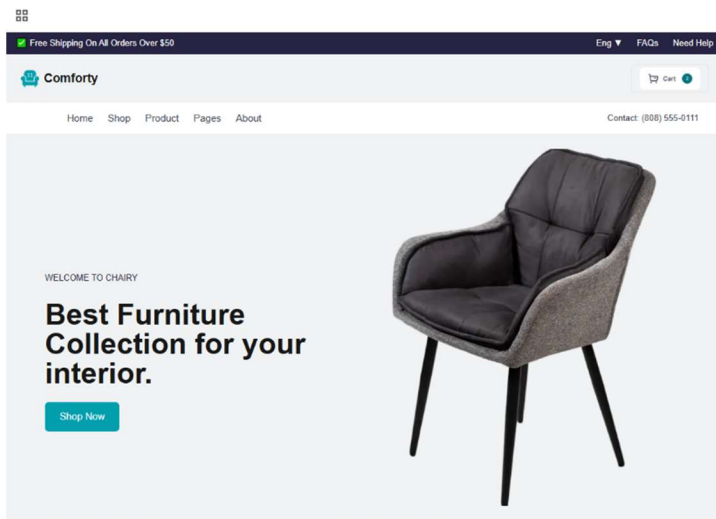 ✅ Free Shipping On All Orders Over $50
Eng ▼ FAQs Need Help
Comforty
Cart
Home Shop Product Pages About
Contact: (808) 555-0111
WELCOME TO CHAIRY
Best Furniture
Collection for your
interior.
Shop Now